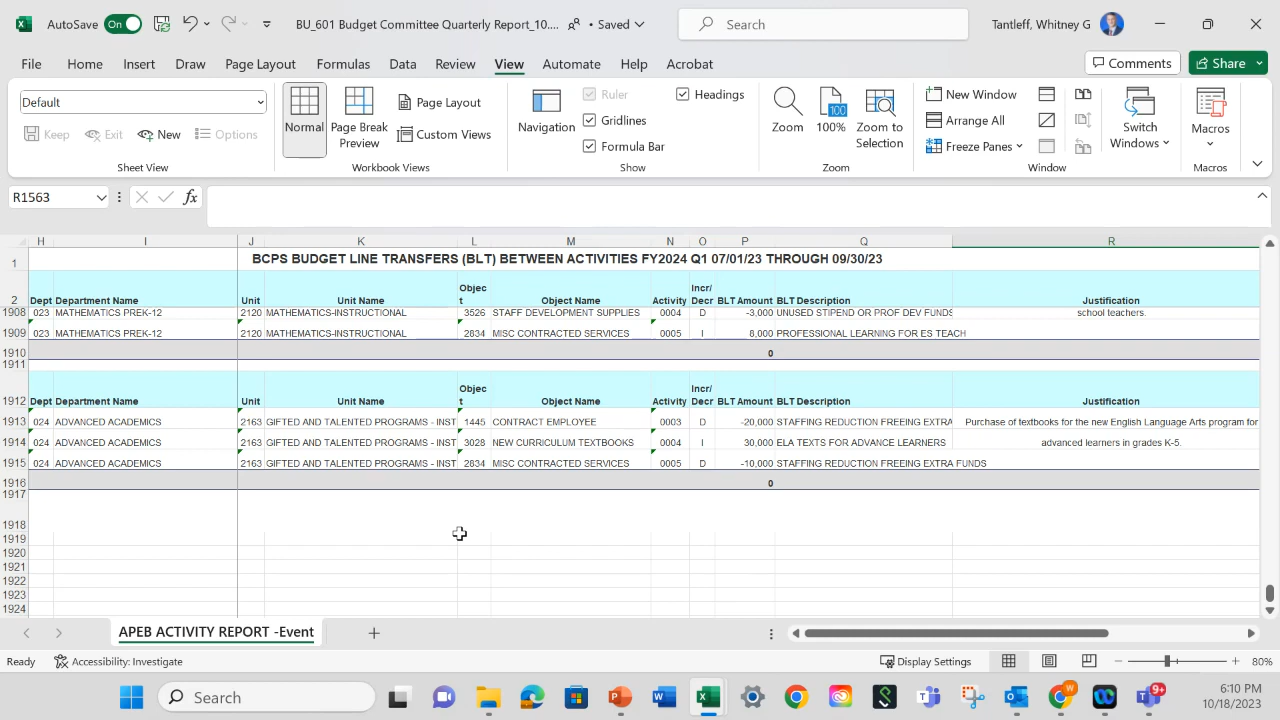 AutoSave On BU_601 Budget Committee Quarterly Report_10.... • Saved Search Tantleff, Whitney G
File Home Insert Draw Page Layout Formulas Data Review View Automate Help Acrobat Comments Share
Default
Keep Exit New Options
Sheet View
Normal
Page Break Preview
Page Layout
Custom Views
Workbook Views
Navigation
Ruler
Gridlines
Formula Bar
Headings
Show
Zoom
100
100%
Zoom to Selection
Zoom
New Window
Arrange All
Freeze Panes
Switch Windows
Window
Macros
Macros
R1563 fx
H I J K L M N O P Q R
1 BCPS BUDGET LINE TRANSFERS (BLT) BETWEEN ACTIVITIES FY2024 Q1 07/01/23 THROUGH 09/30/23
2 Dept Department Name Unit Unit Name Objec t Object Name Activity Incr/ Decr BLT Amount BLT Description Justification
1908 023 MATHEMATICS PREK-12 2120 MATHEMATICS-INSTRUCTIONAL 3526 STAFF DEVELOPMENT SUPPLIES 0004 D -3,000 UNUSED STIPEND OR PROF DEV FUNDS school teachers.
1909 023 MATHEMATICS PREK-12 2120 MATHEMATICS-INSTRUCTIONAL 2834 MISC CONTRACTED SERVICES 0005 I 8,000 PROFESSIONAL LEARNING FOR ES TEACH
1910 0
1911
1912 Dept Department Name Unit Unit Name Objec t Object Name Activity Incr/ Decr BLT Amount BLT Description Justification
1913 024 ADVANCED ACADEMICS 2163 GIFTED AND TALENTED PROGRAMS - INST 1445 CONTRACT EMPLOYEE 0003 D -20,000 STAFFING REDUCTION FREEING EXTRA Purchase of textbooks for the new English Language Arts program for
1914 024 ADVANCED ACADEMICS 2163 GIFTED AND TALENTED PROGRAMS - INST 3028 NEW CURRICULUM TEXTBOOKS 0004 I 30,000 ELA TEXTS FOR ADVANCE LEARNERS advanced learners in grades K-5.
1915 024 ADVANCED ACADEMICS 2163 GIFTED AND TALENTED PROGRAMS - INST 2834 MISC CONTRACTED SERVICES 0005 D -10,000 STAFFING REDUCTION FREEING EXTRA FUNDS
1916 0
1917
1918
1919
1920
1921
1922
1923
1924
APEB ACTIVITY REPORT -Event
Ready Accessibility: Investigate Display Settings 80%
Search 9+ 6:10 PM
10/18/2023